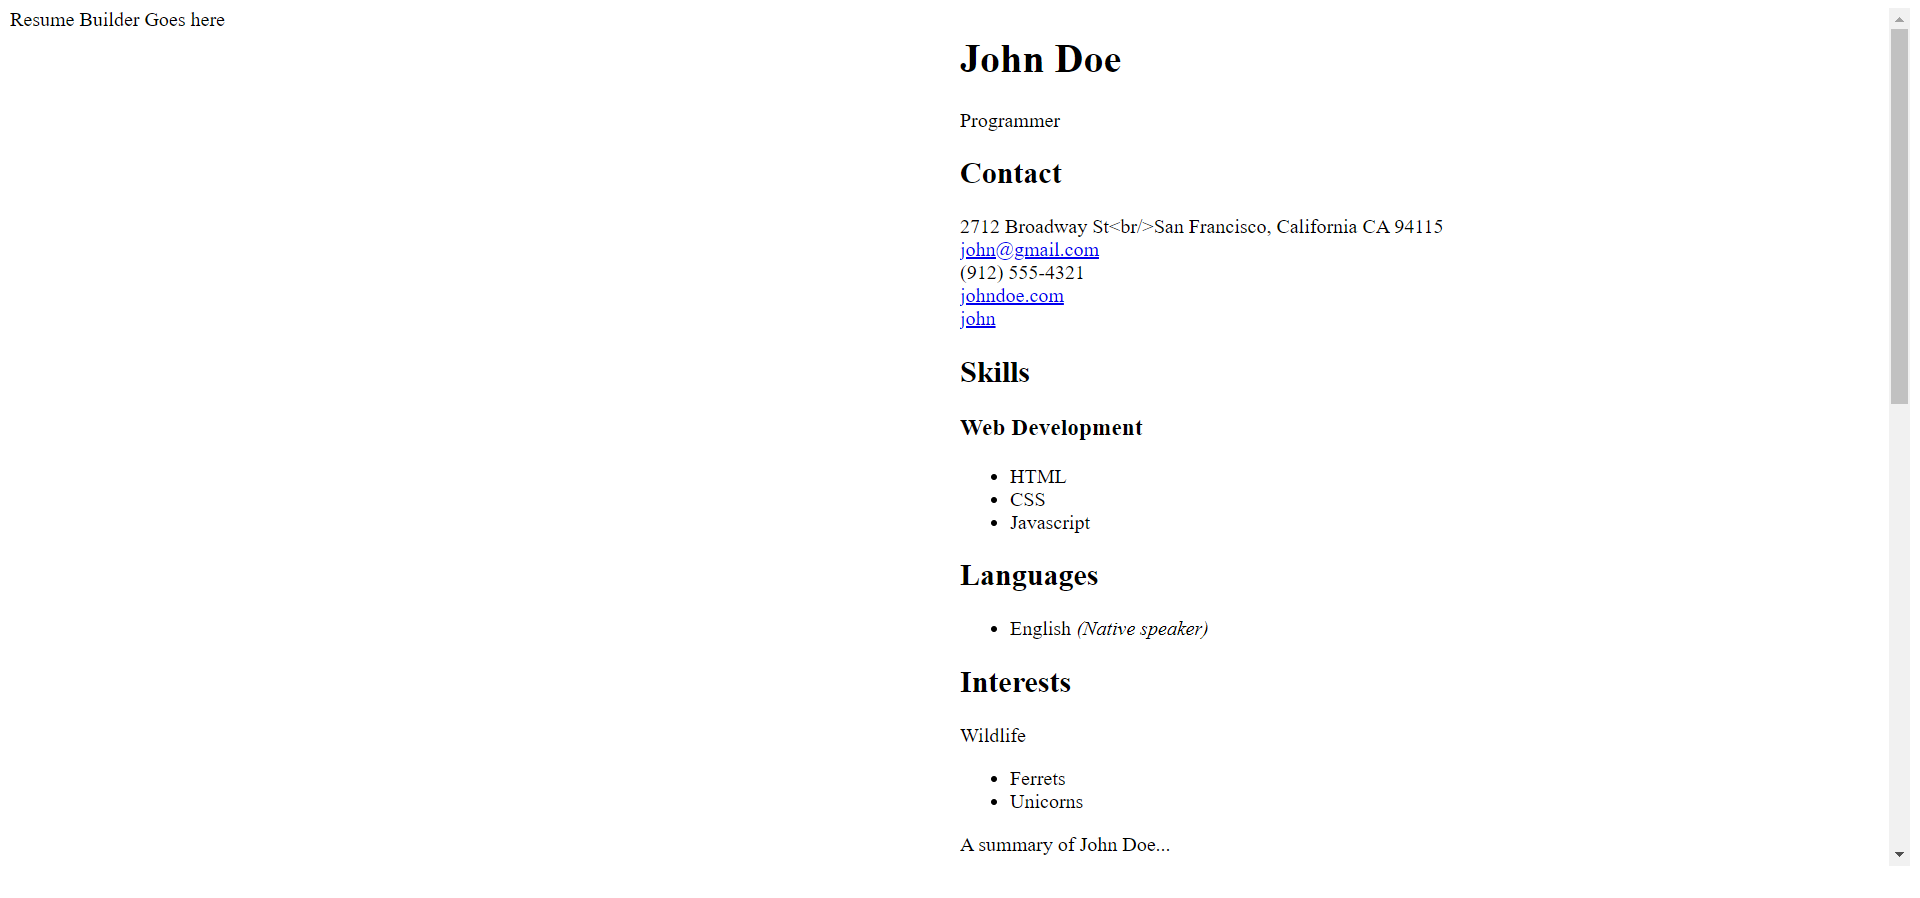 Resume Builder Goes here
John Doe
Programmer
Contact
2712 Broadway St<br/>San Francisco, California CA 94115
john@gmail.com
(912) 555-4321
johndoe.com
john
Skills
Web Development
HTML
CSS
Javascript
Languages
English (Native speaker)
Interests
Wildlife
Ferrets
Unicorns
A summary of John Doe...